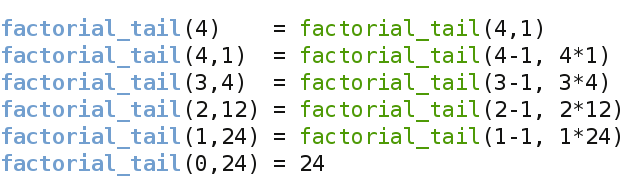 factorial_tail(4)    = factorial_tail(4,1)
factorial_tail(4,1)  = factorial_tail(4-1, 4*1)
factorial_tail(3,4)  = factorial_tail(3-1, 3*4)
factorial_tail(2,12) = factorial_tail(2-1, 2*12)
factorial_tail(1,24) = factorial_tail(1-1, 1*24)
factorial_tail(0,24) = 24